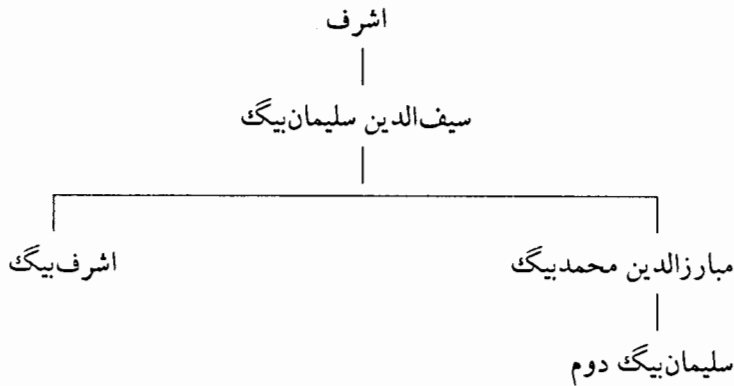 اشرف
سیف‌الدین سلیمان‌بیگ
مبارزالدین محمدبیگ
اشرف‌بیگ
سلیمان‌بیگ دوم